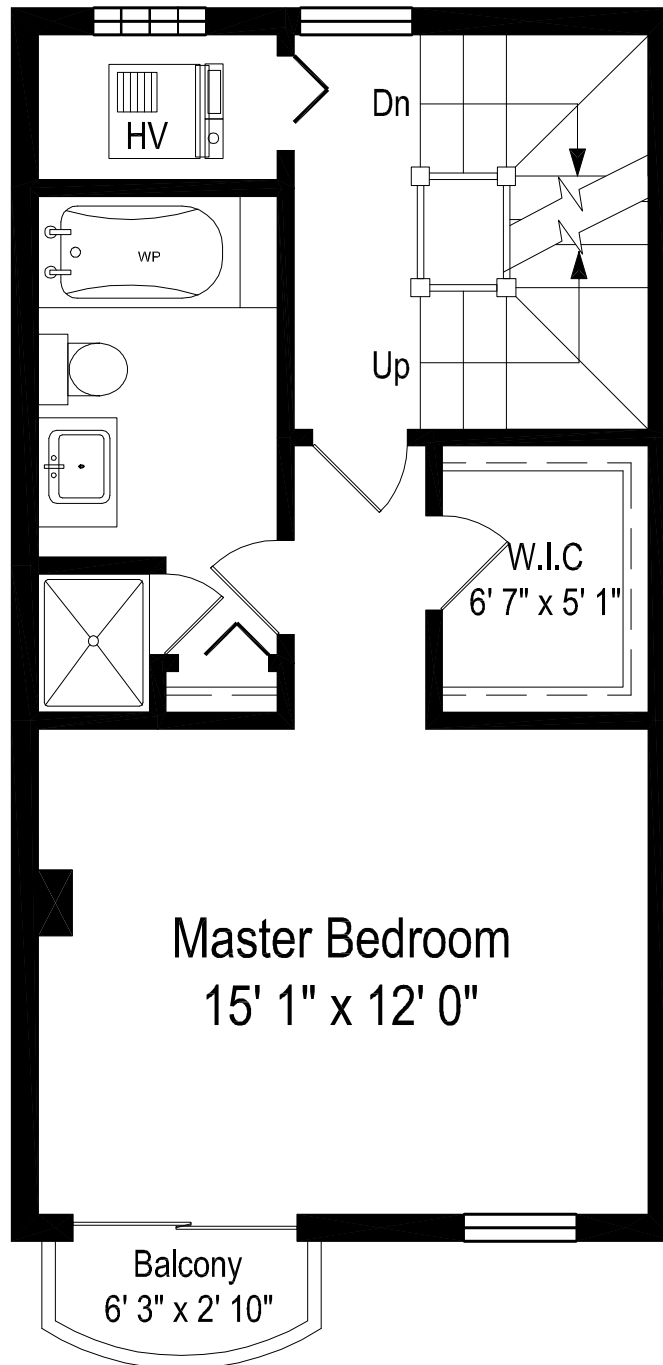 Dn
HV
WP
Up
W.I.C
6' 7" x 5' 1"
Master Bedroom
15' 1" x 12' 0"
Balcony
6' 3" x 2' 10"